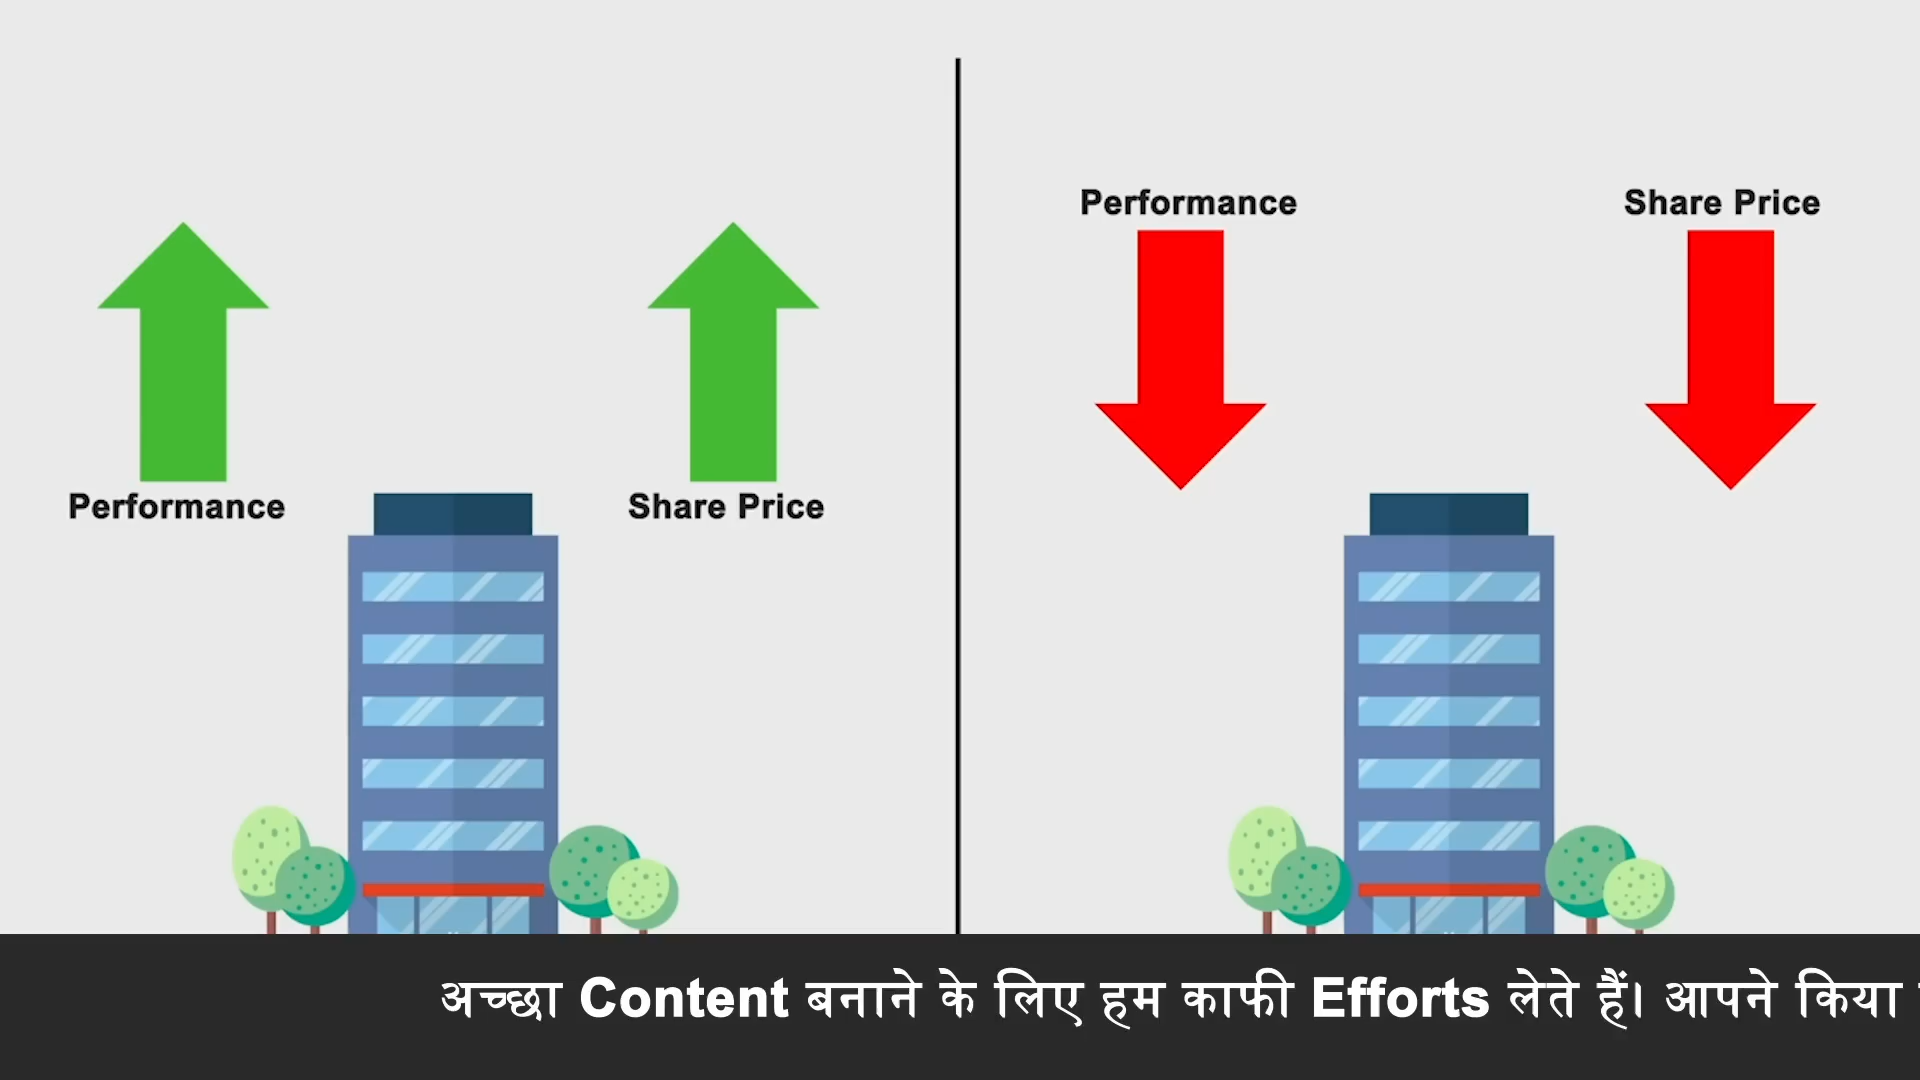 Performance
Share Price
Performance
Share Price
अच्छा Content बनाने के लिए हम काफी Efforts लेते हैं। आपने किया